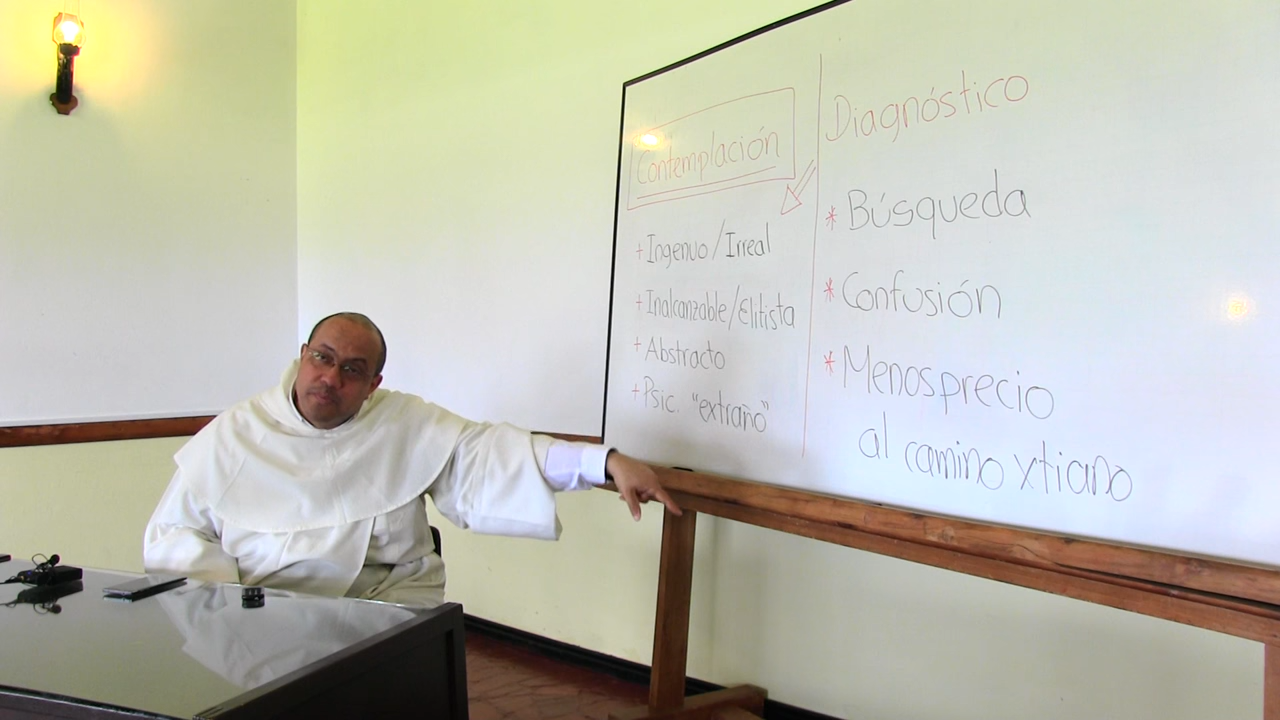 Contemplación
+ Ingenuo/Irreal
+ Inalcanzable/Elitista
+ Abstracto
+ Psic. "extraño"
Diagnóstico
* Búsqueda
* Confusión
* Menosprecio
al camino xtiano